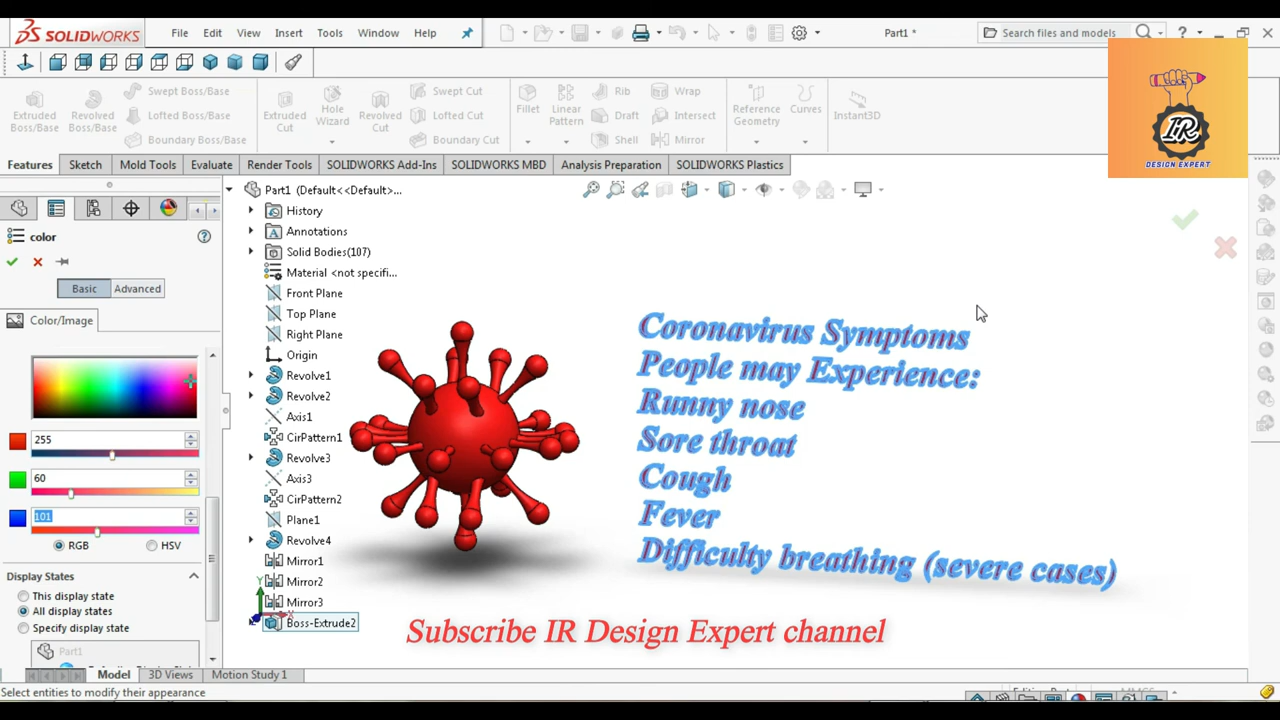 SOLIDWORKS
File Edit View Insert Tools Window Help
Part1 *
Search files and models
?
Extruded Boss/Base
Revolved Boss/Base
Swept Boss/Base
Lofted Boss/Base
Boundary Boss/Base
Extruded Cut
Hole Wizard
Revolved Cut
Swept Cut
Lofted Cut
Boundary Cut
Fillet
Linear Pattern
Rib
Draft
Shell
Wrap
Intersect
Mirror
Reference Geometry
Curves
Instant3D
IR
DESIGN EXPERT
Features Sketch Mold Tools Evaluate Render Tools SOLIDWORKS Add-Ins SOLIDWORKS MBD Analysis Preparation SOLIDWORKS Plastics
color
?
Basic Advanced
Color/Image
255
60
101
RGB HSV
Display States
This display state
All display states
Specify display state
Part1
Part1 (Default<<Default>...
History
Annotations
Solid Bodies(107)
Material <not specifi...
Front Plane
Top Plane
Right Plane
Origin
Revolve1
Revolve2
Axis1
CirPattern1
Revolve3
Axis3
CirPattern2
Plane1
Revolve4
Mirror1
Mirror2
Mirror3
Boss-Extrude2
Coronavirus Symptoms
People may Experience:
Runny nose
Sore throat
Cough
Fever
Difficulty breathing (severe cases)
Subscribe IR Design Expert channel
Model 3D Views Motion Study 1
Select entities to modify their appearance